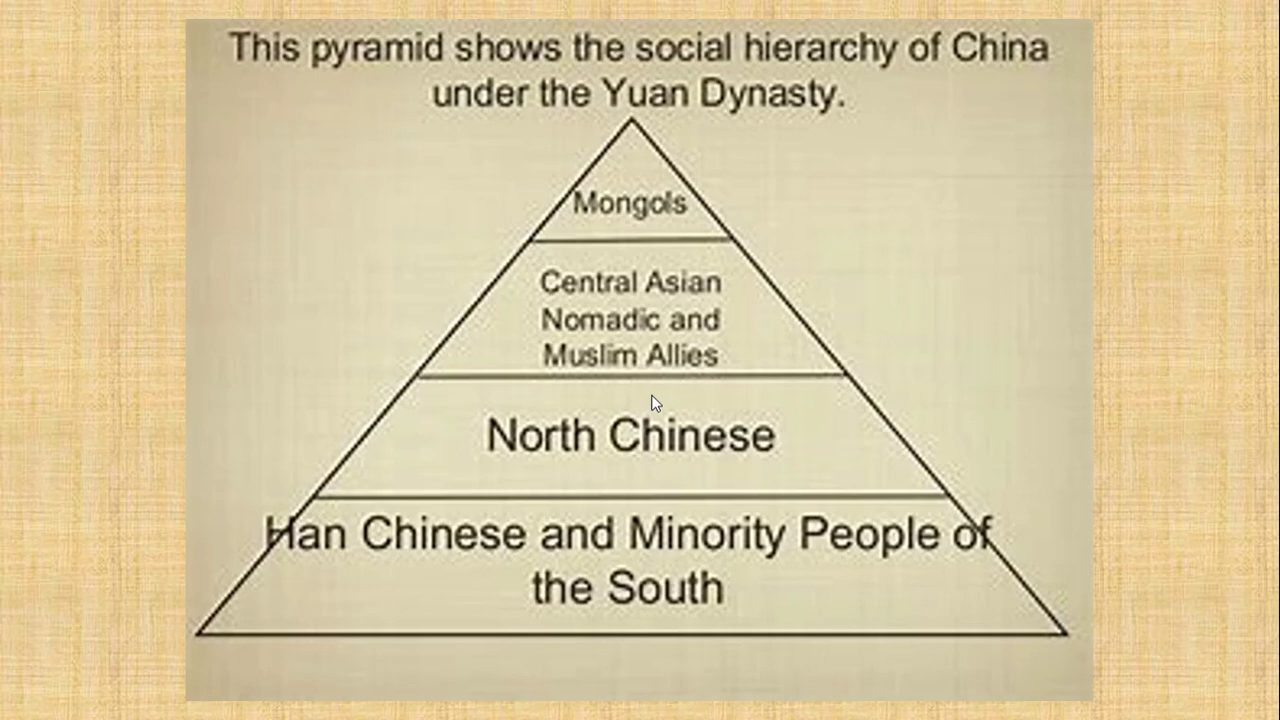 This pyramid shows the social hierarchy of China
under the Yuan Dynasty.
Mongols
Central Asian
Nomadic and
Muslim Allies
North Chinese
Han Chinese and Minority People of
the South